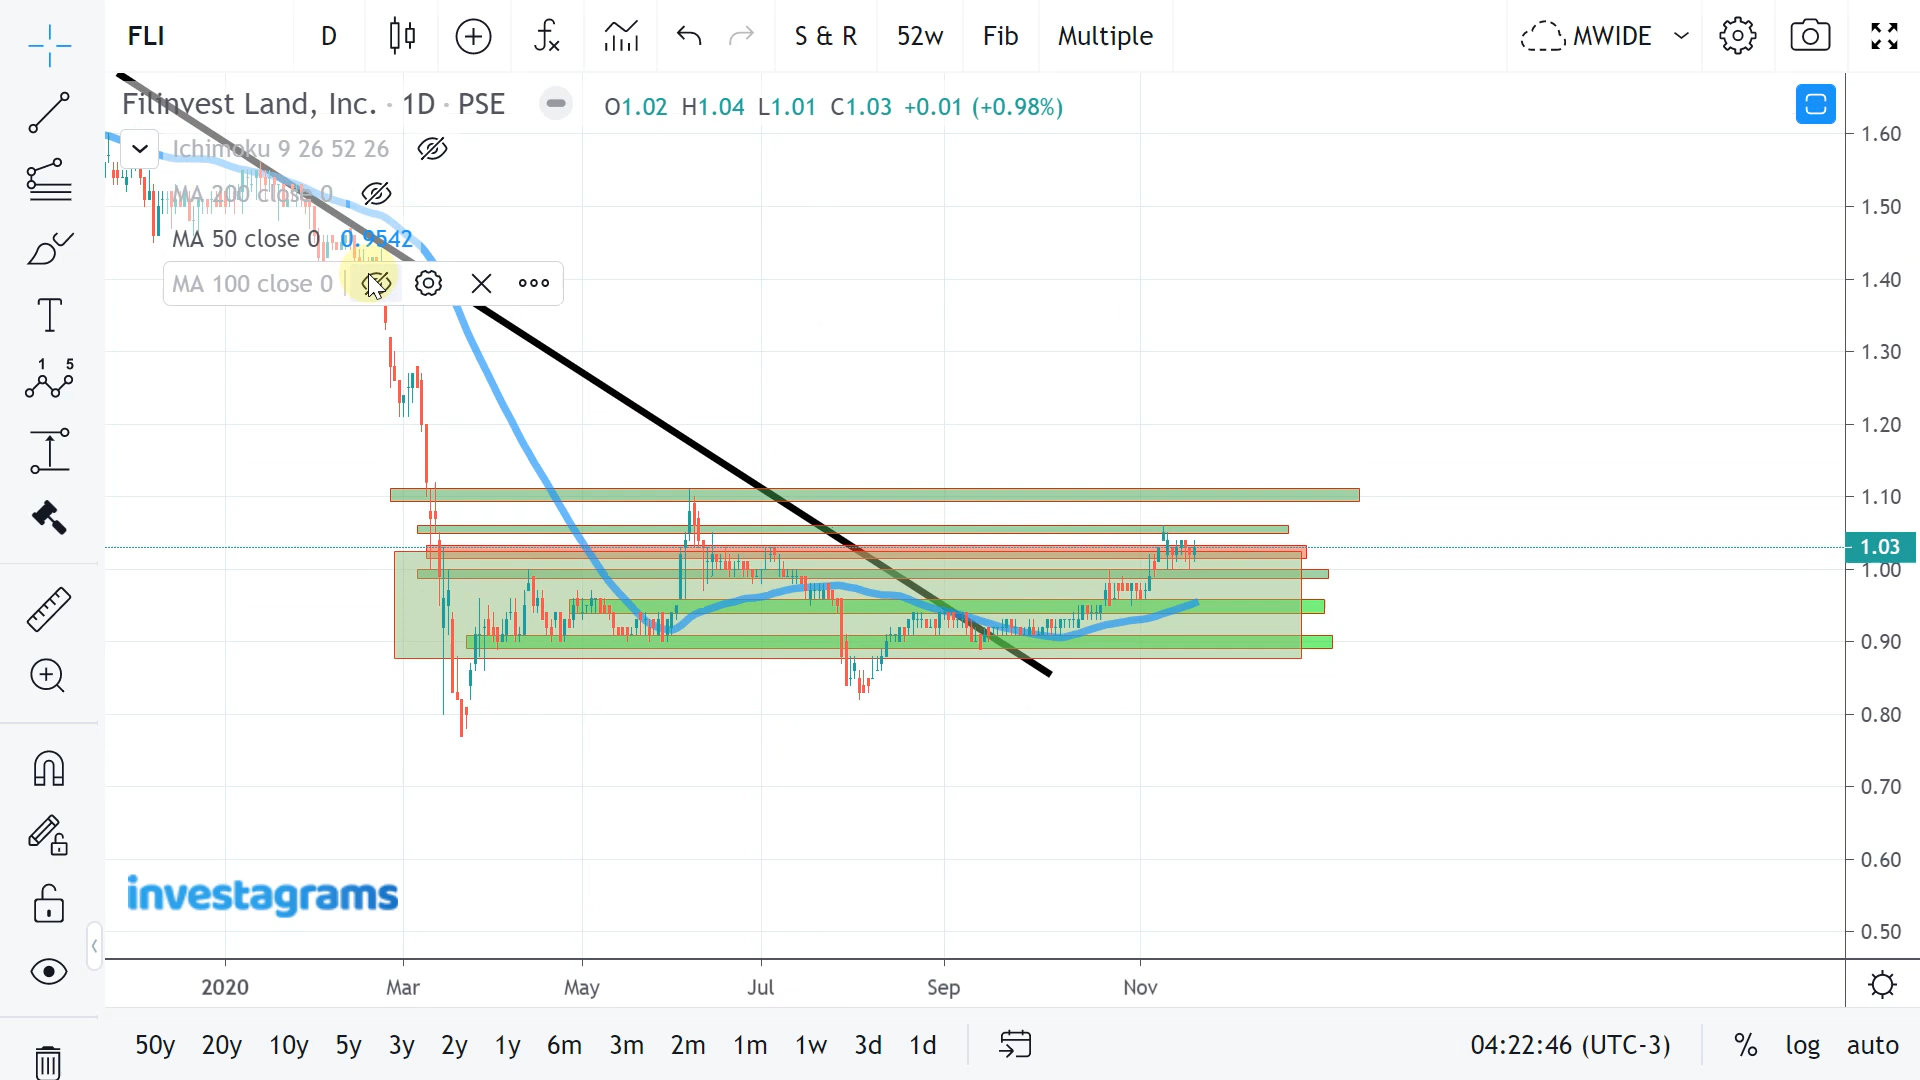 FLI D S & R 52w Fib Multiple MWIDE
Filinvest Land, Inc. · 1D · PSE O1.02 H1.04 L1.01 C1.03 +0.01 (+0.98%)
Ichimoku 9 26 52 26
MA 200 close 0
MA 50 close 0 0.9542
MA 100 close 0
1 5
1.60
1.50
1.40
1.30
1.20
1.10
1.03
1.00
0.90
0.80
0.70
0.60
0.50
investagrams
2020 Mar May Jul Sep Nov
50y 20y 10y 5y 3y 2y 1y 6m 3m 2m 1m 1w 3d 1d 04:22:46 (UTC-3) % log auto